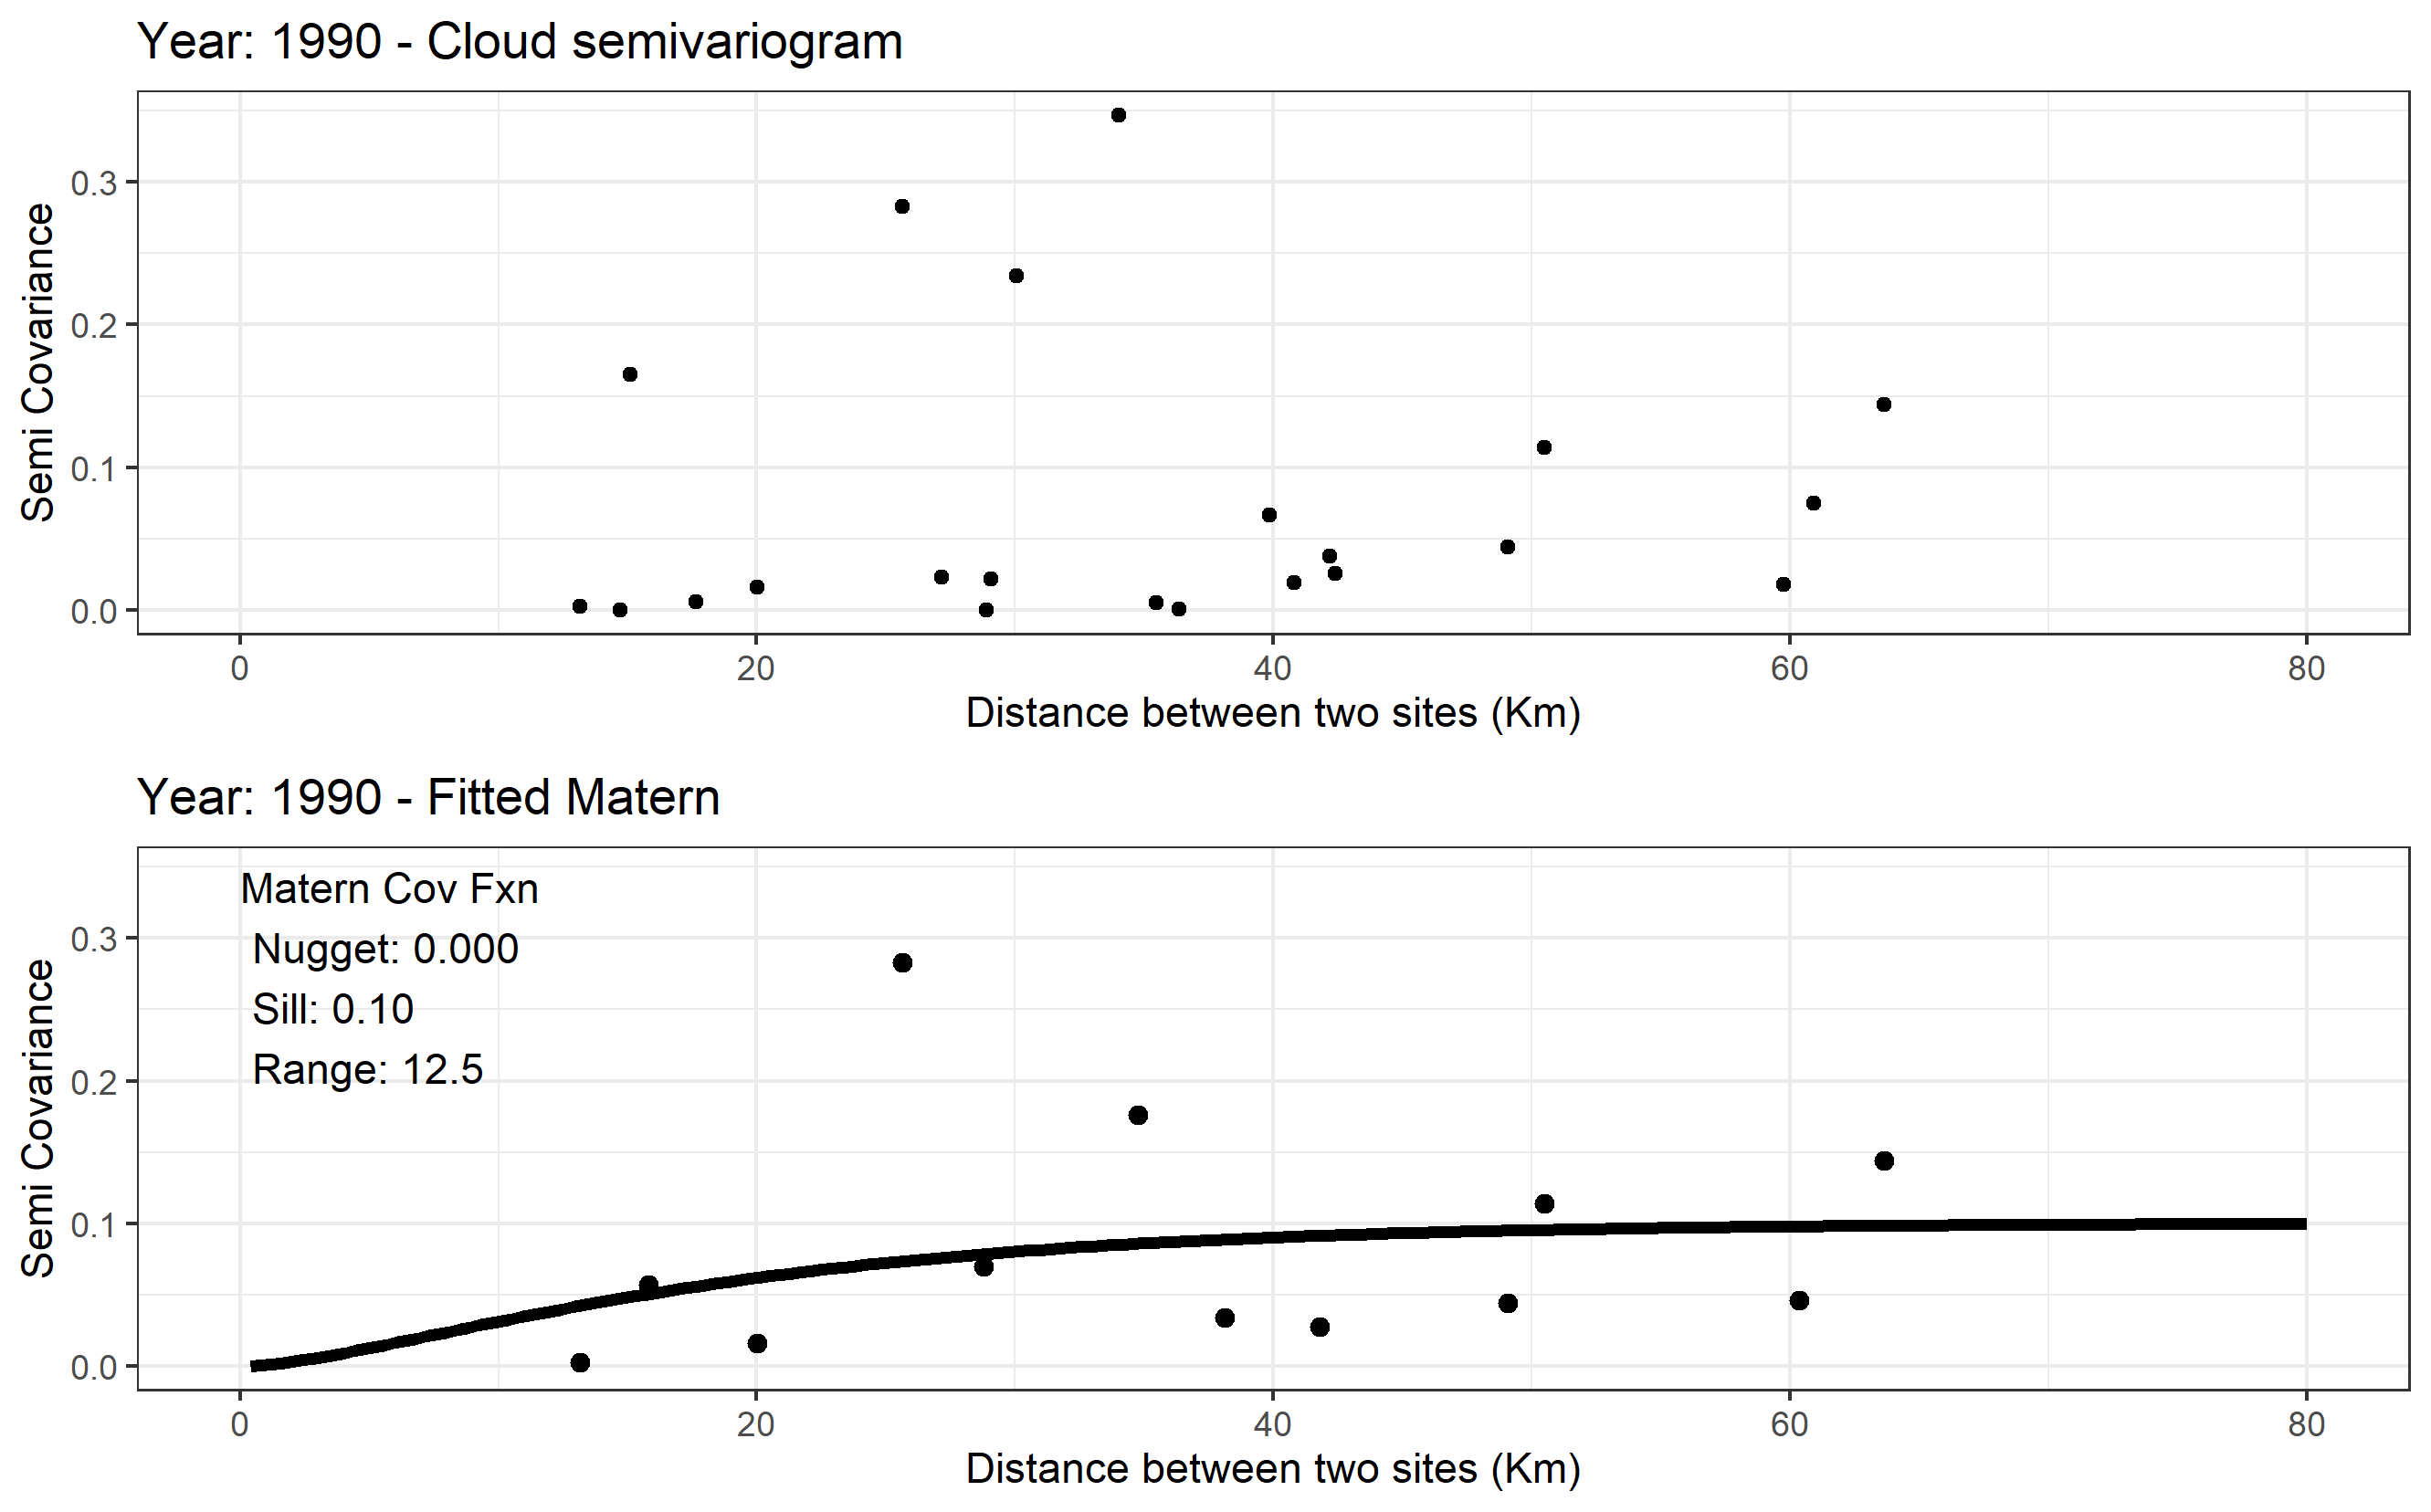 Year: 1990 - Cloud semivariogram
Semi Covariance
0.3
0.2
0.1
0.0
0 20 40 60 80
Distance between two sites (Km)
Year: 1990 - Fitted Matern
Semi Covariance
0.3
0.2
0.1
0.0
Matern Cov Fxn
Nugget: 0.000
Sill: 0.10
Range: 12.5
0 20 40 60 80
Distance between two sites (Km)